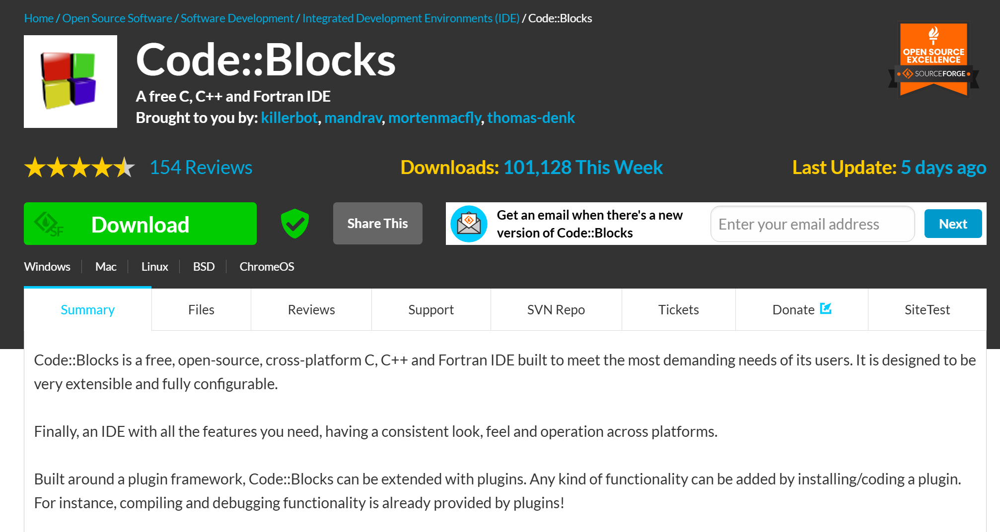 Home / Open Source Software / Software Development / Integrated Development Environments (IDE) / Code::Blocks
OPEN SOURCE
EXCELLENCE
SOURCEFORGE
Code::Blocks
A free C, C++ and Fortran IDE
Brought to you by: killerbot, mandrav, mortenmacfly, thomas-denk
154 Reviews
Downloads: 101,128 This Week
Last Update: 5 days ago
SF
Download
Share This
Get an email when there's a new
version of Code::Blocks
Enter your email address
Next
Windows
Mac
Linux
BSD
ChromeOS
Summary
Files
Reviews
Support
SVN Repo
Tickets
Donate
SiteTest
Code::Blocks is a free, open-source, cross-platform C, C++ and Fortran IDE built to meet the most demanding needs of its users. It is designed to be
very extensible and fully configurable.
Finally, an IDE with all the features you need, having a consistent look, feel and operation across platforms.
Built around a plugin framework, Code::Blocks can be extended with plugins. Any kind of functionality can be added by installing/coding a plugin.
For instance, compiling and debugging functionality is already provided by plugins!